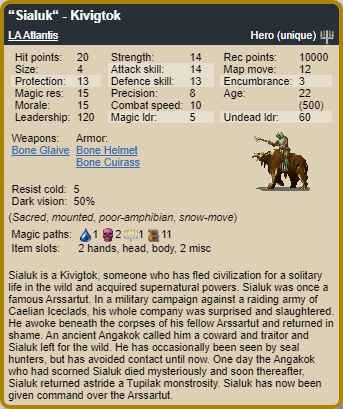 “Sialuk“ - Kivigtok
LA Atlantis Hero (unique)
Hit points: 20 Strength: 14 Rec points: 10000
Size: 4 Attack skill: 14 Map move: 12
Protection: 13 Defence skill: 13 Encumbrance: 3
Magic res: 15 Precision: 8 Age: 22
Morale: 15 Combat speed: 10 (500)
Leadership: 120 Magic ldr: 5 Undead ldr: 60
Weapons: Armor:
Bone Glaive Bone Helmet
Bone Cuirass
Resist cold: 5
Dark vision: 50%
(Sacred, mounted, poor-amphibian, snow-move)
Magic paths: 1 2 1 11
Item slots: 2 hands, head, body, 2 misc
Sialuk is a Kivigtok, someone who has fled civilization for a solitary
life in the wild and acquired supernatural powers. Sialuk was once a
famous Arssartut. In a military campaign against a raiding army of
Caelian Iceclads, his whole company was surprised and slaughtered.
He awoke beneath the corpses of his fellow Arssartut and returned in
shame. An ancient Angakok called him a coward and traitor and
Sialuk left for the wild. He has occasionally been seen by seal
hunters, but has avoided contact until now. One day the Angakok
who had scorned Sialuk died mysteriously and soon thereafter,
Sialuk returned astride a Tupilak monstrosity. Sialuk has now been
given command over the Arssartut.